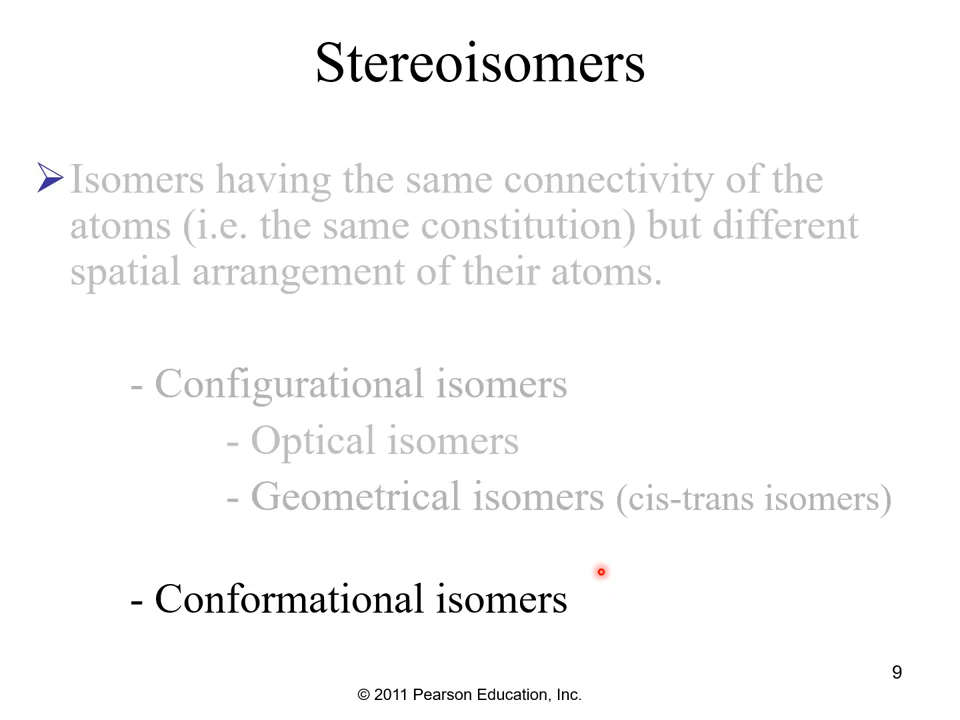 Stereoisomers
Isomers having the same connectivity of the
atoms (i.e. the same constitution) but different
spatial arrangement of their atoms.
- Configurational isomers
- Optical isomers
- Geometrical isomers (cis-trans isomers)
- Conformational isomers
9
© 2011 Pearson Education, Inc.